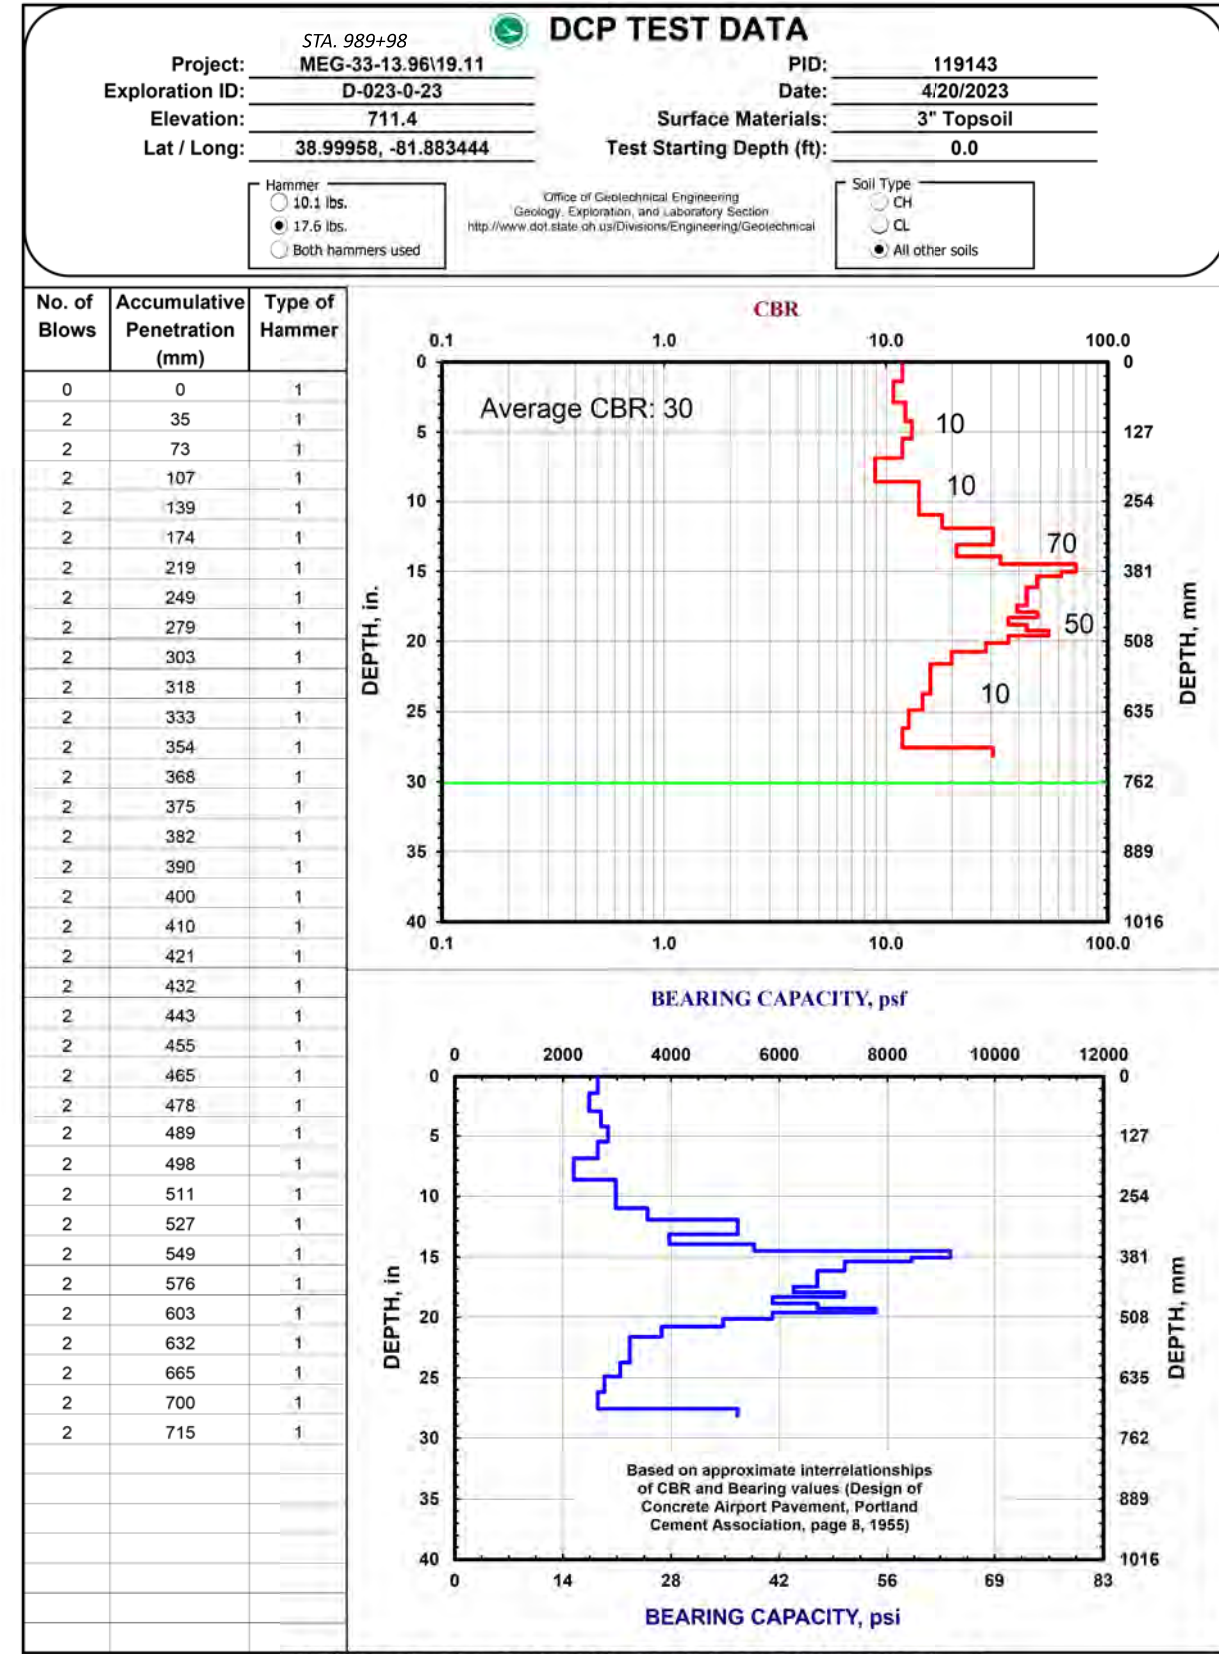 DCP TEST DATA
STA. 989+98
Project: MEG-33-13.96\19.11 PID: 119143
Exploration ID: D-023-0-23 Date: 4/20/2023
Elevation: 711.4 Surface Materials: 3" Topsoil
Lat / Long: 38.99958, -81.883444 Test Starting Depth (ft): 0.0
Hammer
10.1 lbs.
17.6 lbs.
Both hammers used
Office of Geotechnical Engineering
Geology, Exploration, and Laboratory Section
http://www.dot.state.oh.us/Divisions/Engineering/Geotechnical
Soil Type
CH
CL
All other soils
No. of Blows Accumulative Penetration (mm) Type of Hammer
0 0 1
2 35 1
2 73 1
2 107 1
2 139 1
2 174 1
2 219 1
2 249 1
2 279 1
2 303 1
2 318 1
2 333 1
2 354 1
2 368 1
2 375 1
2 382 1
2 390 1
2 400 1
2 410 1
2 421 1
2 432 1
2 443 1
2 455 1
2 465 1
2 478 1
2 489 1
2 498 1
2 511 1
2 527 1
2 549 1
2 576 1
2 603 1
2 632 1
2 665 1
2 700 1
2 715 1
CBR
0.1 1.0 10.0 100.0
0 0
Average CBR: 30
10
5 127
10
10 254
70
15 381
50
20 508
10
25 635
30 762
35 889
40 1016
0.1 1.0 10.0 100.0
DEPTH, in.
DEPTH, mm
BEARING CAPACITY, psf
0 2000 4000 6000 8000 10000 12000
0 0
5 127
10 254
15 381
20 508
25 635
30 762
35 889
40 1016
DEPTH, in
DEPTH, mm
Based on approximate interrelationships
of CBR and Bearing values (Design of
Concrete Airport Pavement, Portland
Cement Association, page 8, 1955)
0 14 28 42 56 69 83
BEARING CAPACITY, psi